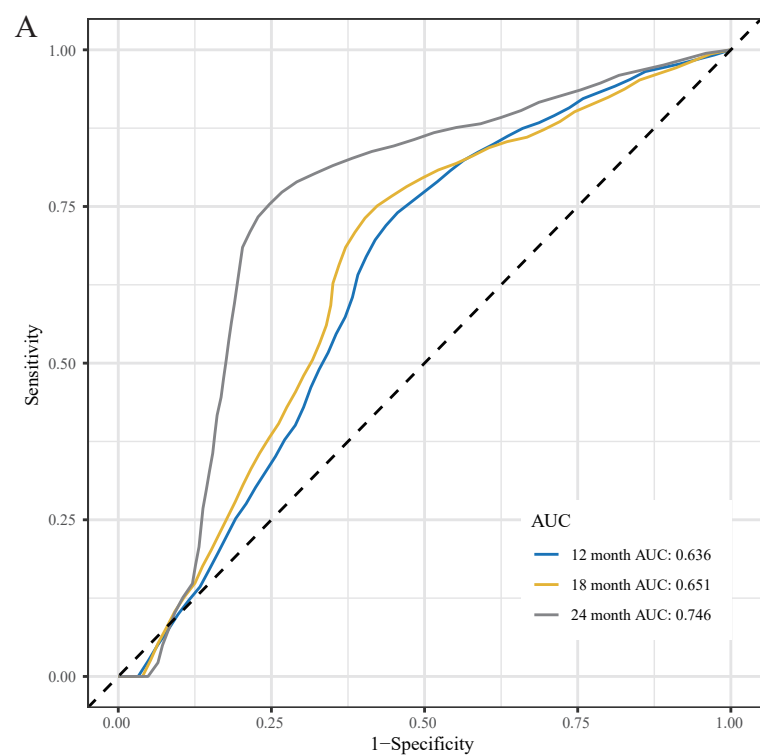 A
1.00
0.75
0.50
0.25
0.00
Sensitivity
AUC
12 month AUC: 0.636
18 month AUC: 0.651
24 month AUC: 0.746
0.00 0.25 0.50 0.75 1.00
1−Specificity